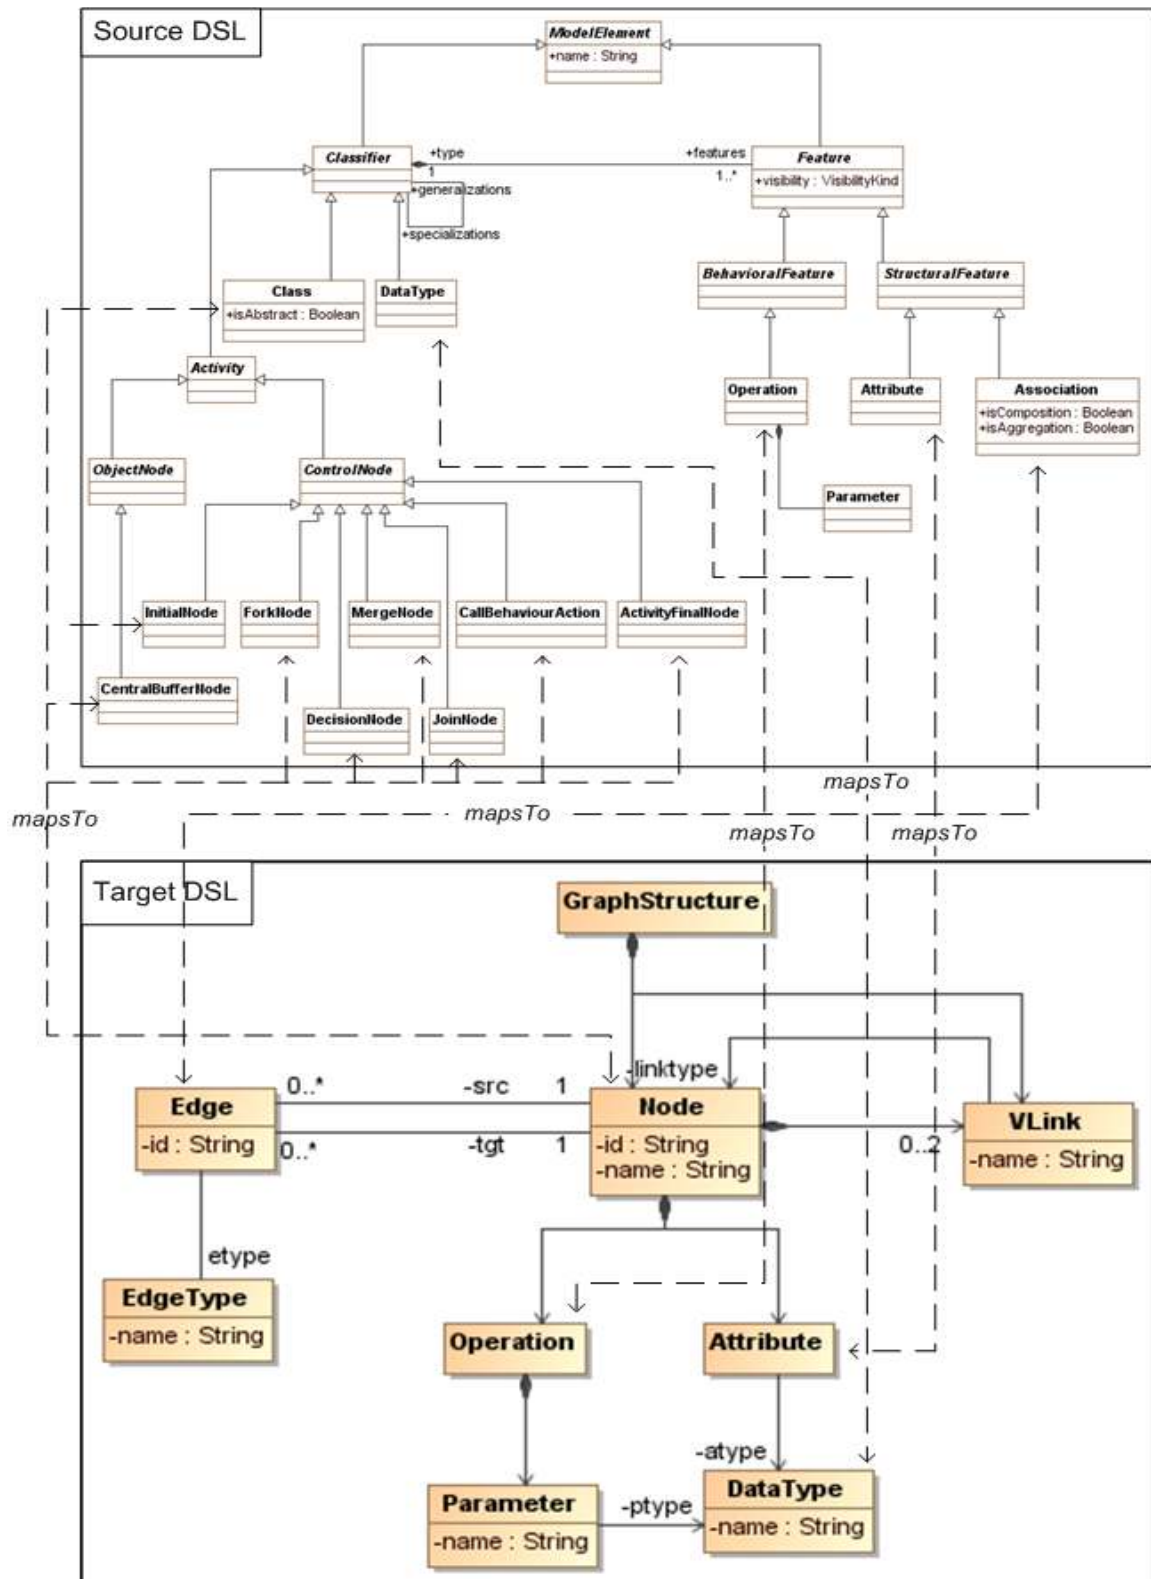 Source DSL
ModelElement
+name : String
Classifier
+type
1
+features
1..*
Feature
+visibility : VisibilityKind
+generalizations
+specializations
BehavioralFeature
StructuralFeature
Class
+isAbstract : Boolean
DataType
Activity
Operation
Attribute
Association
+isComposition : Boolean
+isAggregation : Boolean
ObjectNode
ControlNode
Parameter
InitialNode
ForkNode
MergeNode
CallBehaviourAction
ActivityFinalNode
CentralBufferNode
DecisionNode
JoinNode
mapsTo
mapsTo
mapsTo
mapsTo
mapsTo
Target DSL
GraphStructure
-linktype
Edge
-id : String
0..*
-src
1
0..*
-tgt
1
Node
-id : String
-name : String
0..2
VLink
-name : String
etype
EdgeType
-name : String
Operation
Attribute
-atype
Parameter
-name : String
-ptype
DataType
-name : String